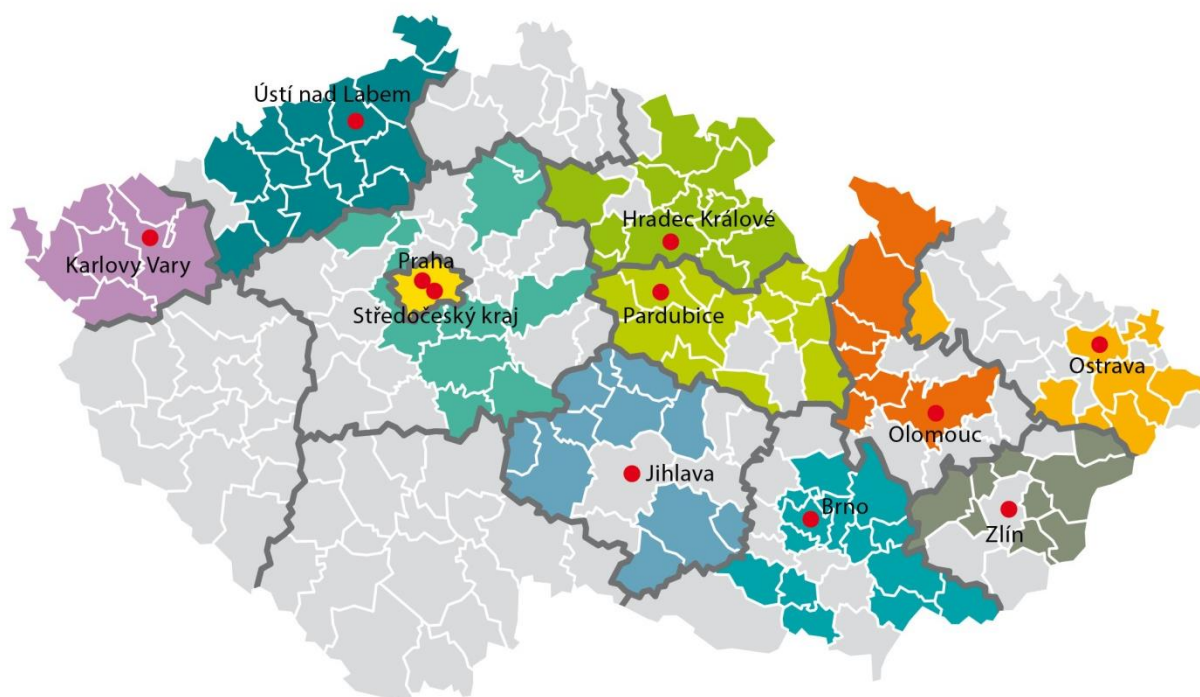 Ústí nad Labem
Hradec Králové
Karlovy Vary
Praha
Středočeský kraj
Pardubice
Ostrava
Olomouc
Jihlava
Brno
Zlín